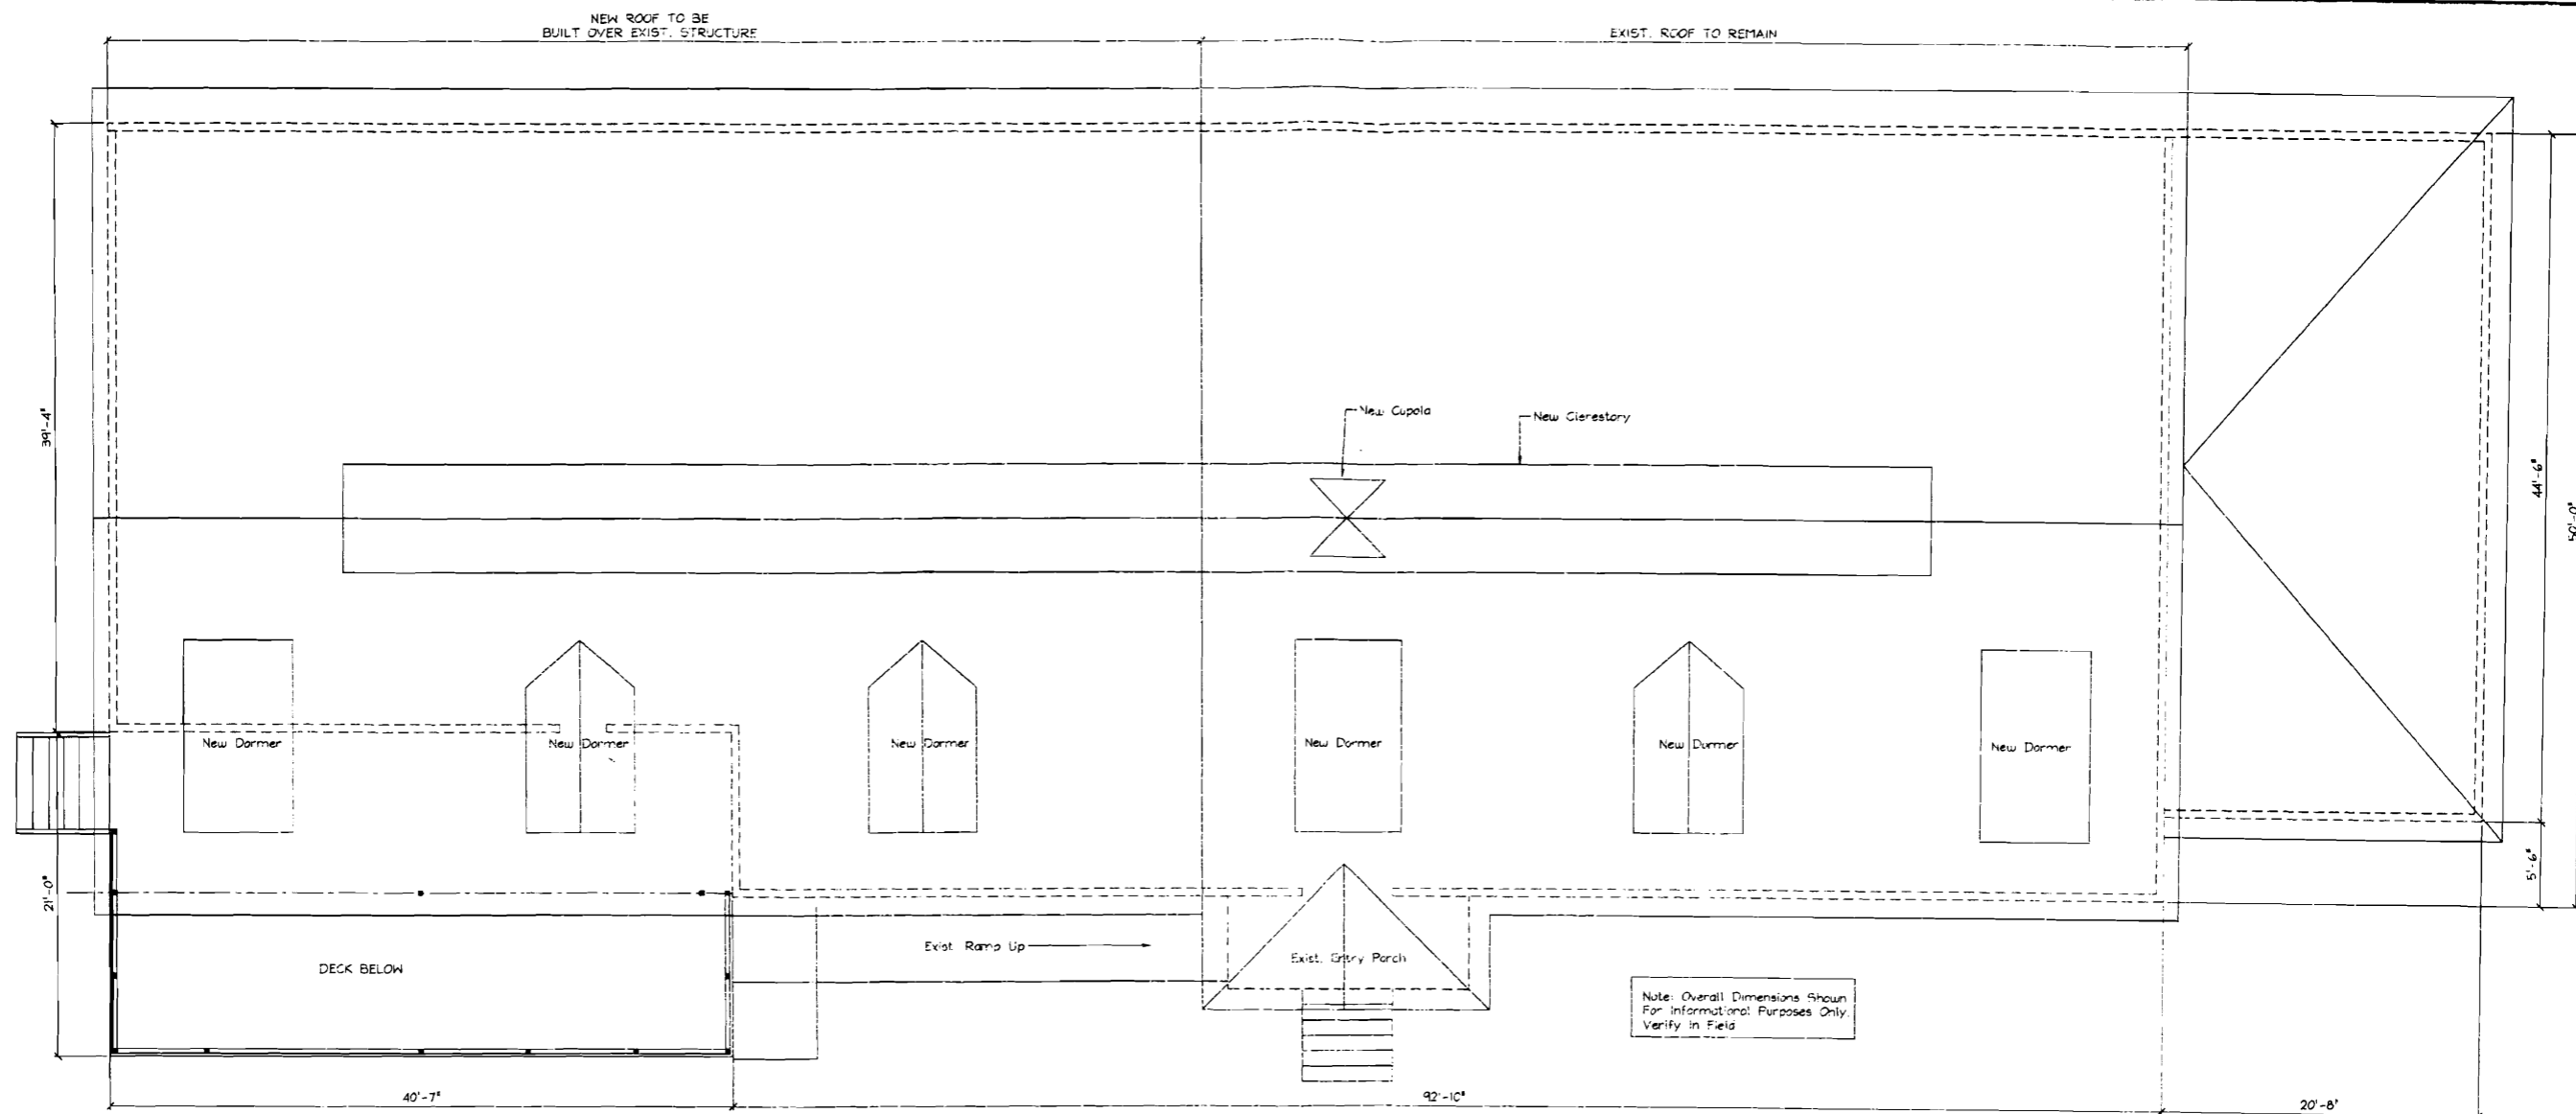 NEW ROOF TO BE
BUILT OVER EXIST. STRUCTURE
EXIST. ROOF TO REMAIN
39'-4"
New Cupola
New Clerestory
44'-6"
50'-0"
New Dormer
New Dormer
New Dormer
New Dormer
New Dormer
New Dormer
21'-0"
5'-6"
Exist Ramp Up
Exist. Entry Porch
DECK BELOW
Note: Overall Dimensions Shown
For Informational Purposes Only.
Verify In Field
40'-7"
92'-10"
20'-8"